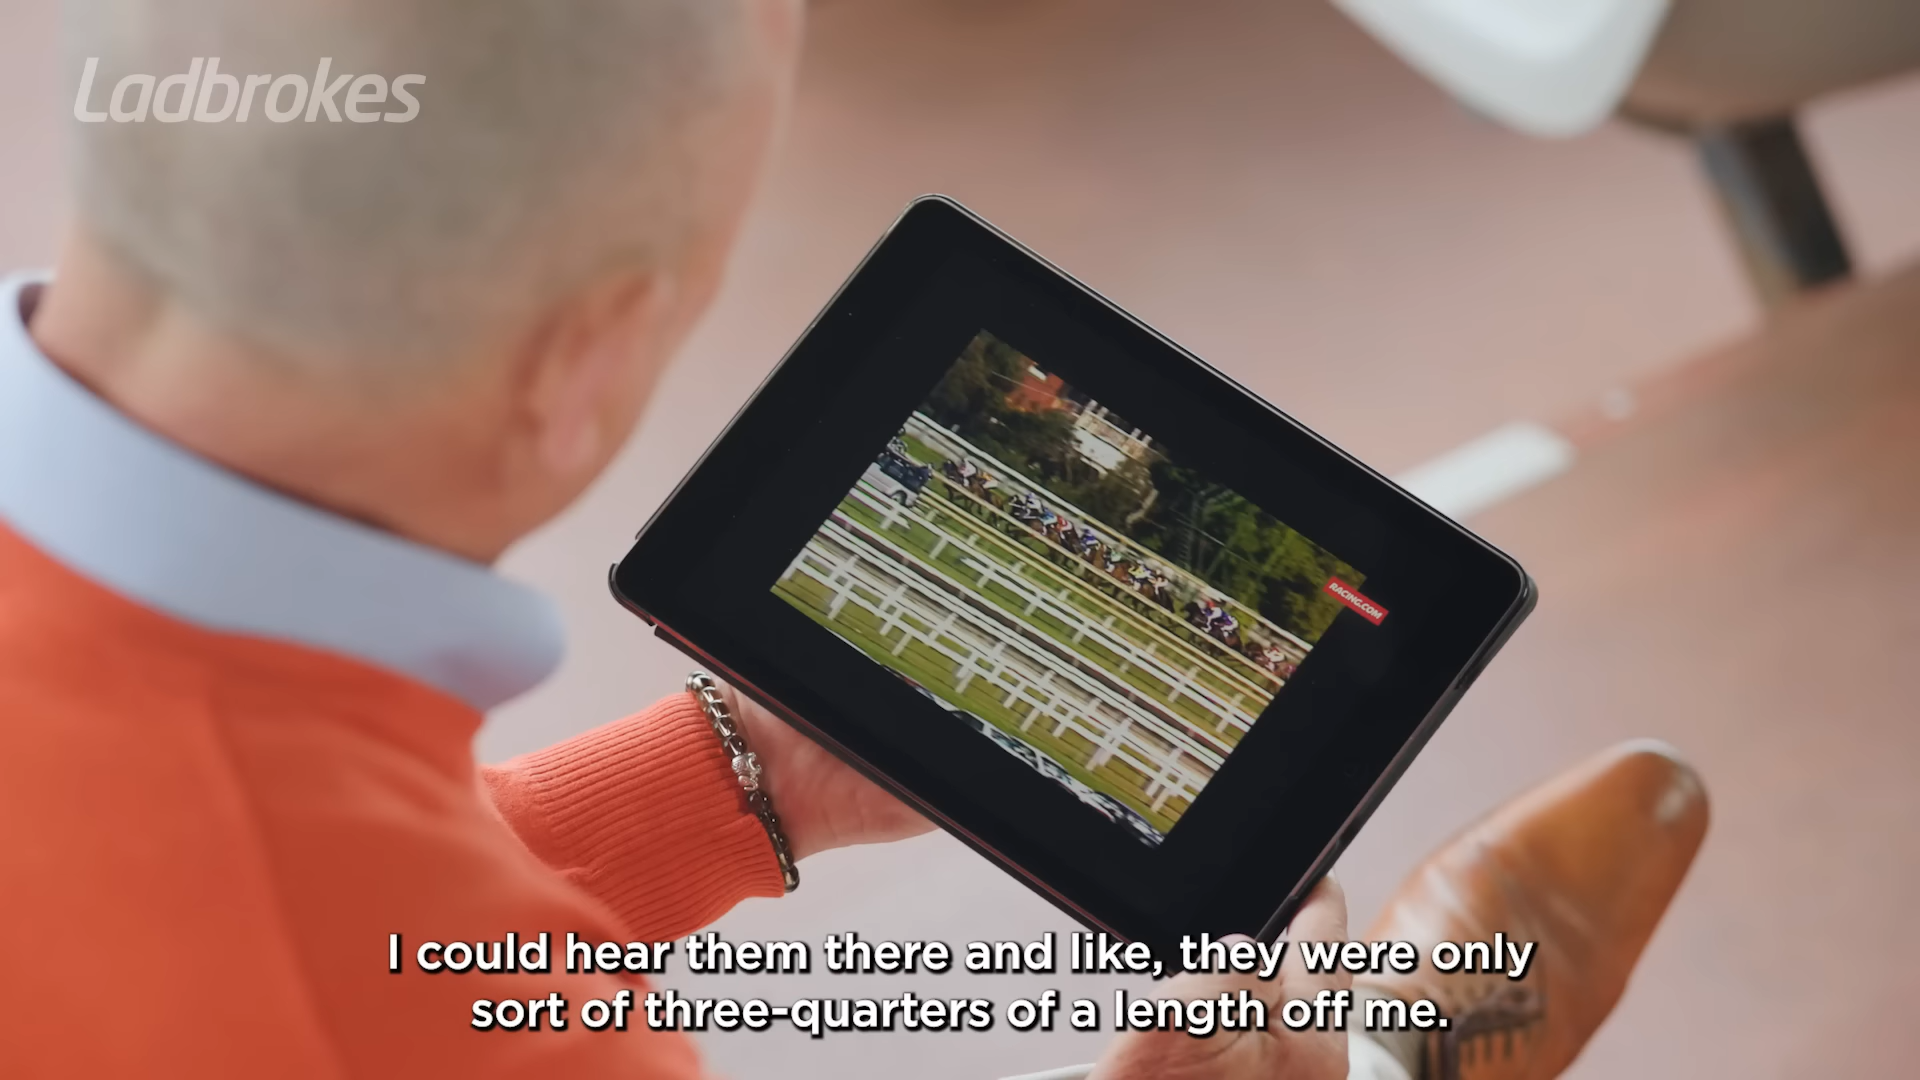 Ladbrokes
RACING.COM
I could hear them there and like, they were only
sort of three-quarters of a length off me.